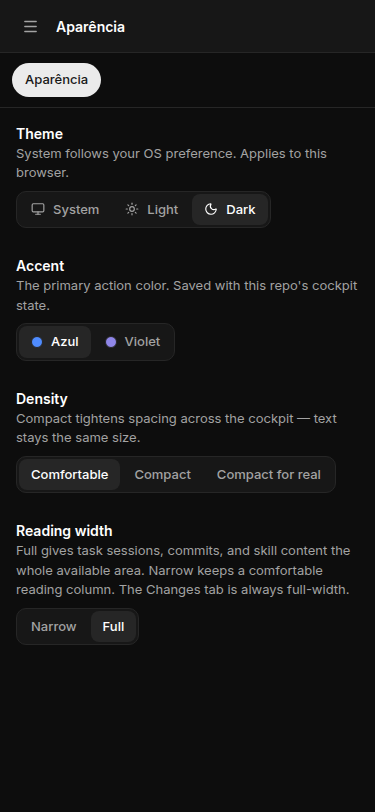 Aparência
Aparência
Theme
System follows your OS preference. Applies to this
browser.
System Light Dark
Accent
The primary action color. Saved with this repo's cockpit
state.
Azul Violet
Density
Compact tightens spacing across the cockpit — text
stays the same size.
Comfortable Compact Compact for real
Reading width
Full gives task sessions, commits, and skill content the
whole available area. Narrow keeps a comfortable
reading column. The Changes tab is always full-width.
Narrow Full